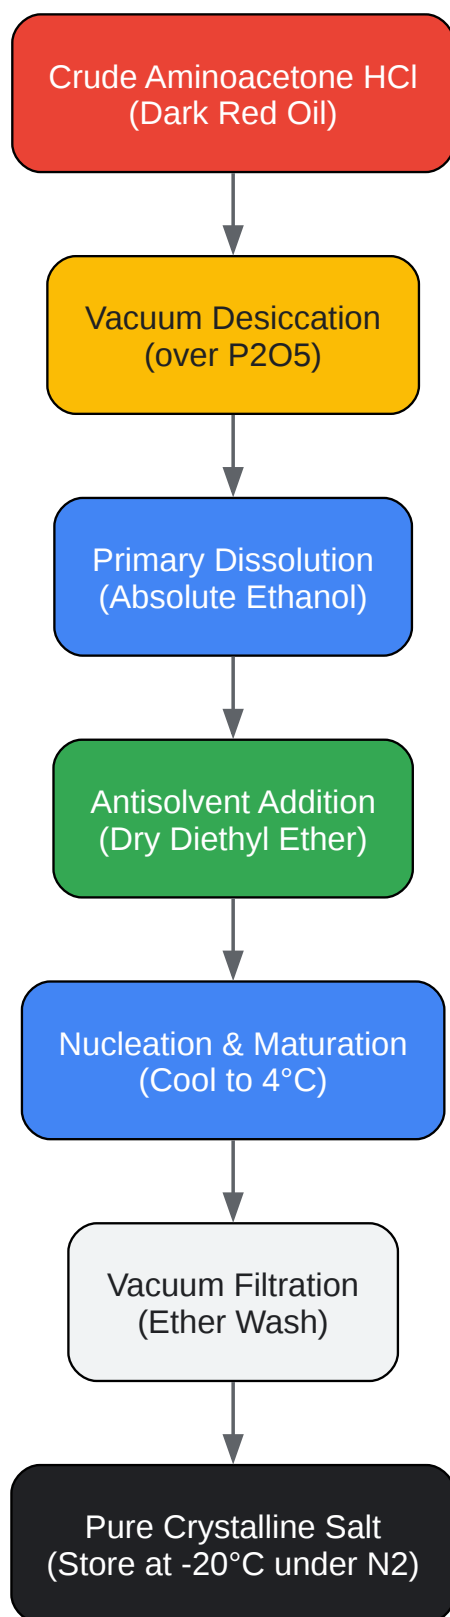 Crude Aminoacetone HCl
(Dark Red Oil)
Vacuum Desiccation
(over P2O5)
Primary Dissolution
(Absolute Ethanol)
Antisolvent Addition
(Dry Diethyl Ether)
Nucleation & Maturation
(Cool to 4°C)
Vacuum Filtration
(Ether Wash)
Pure Crystalline Salt
(Store at -20°C under N2)